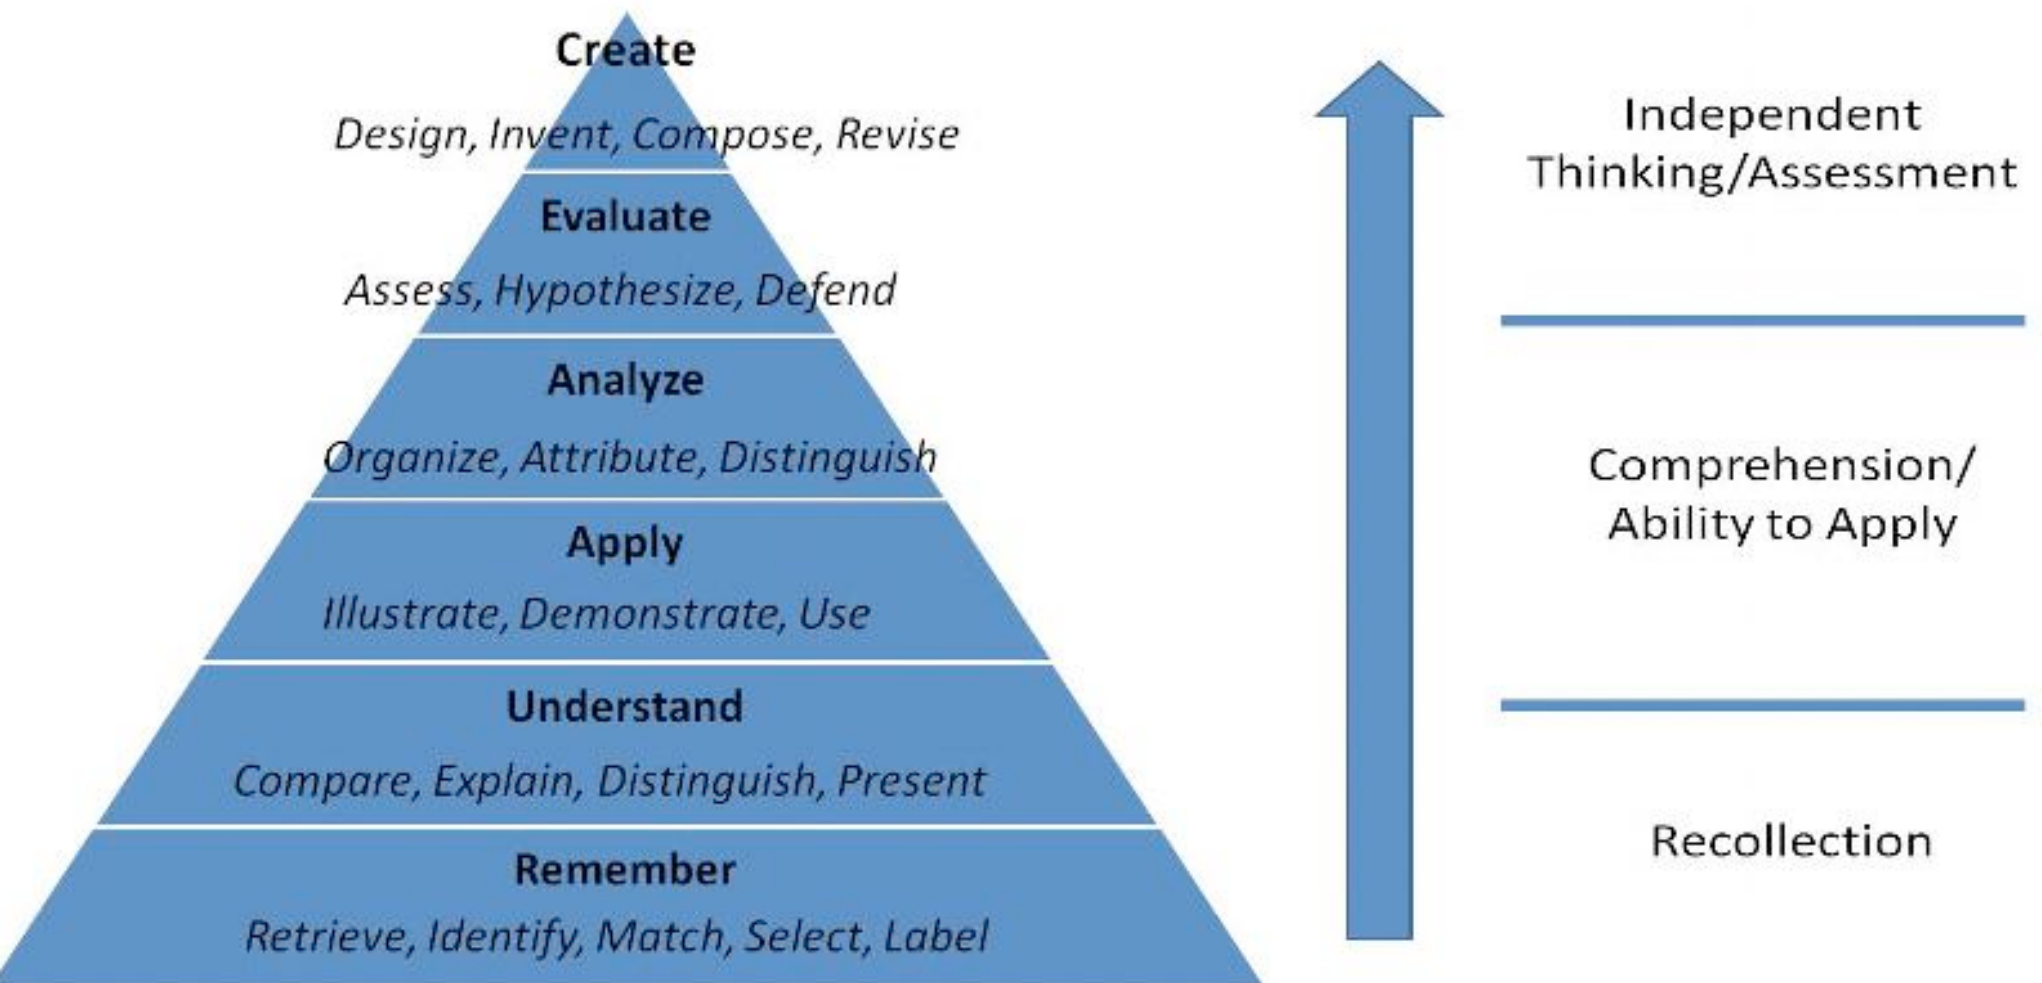 Create
Design, Invent, Compose, Revise
Evaluate
Assess, Hypothesize, Defend
Analyze
Organize, Attribute, Distinguish
Apply
Illustrate, Demonstrate, Use
Understand
Compare, Explain, Distinguish, Present
Remember
Retrieve, Identify, Match, Select, Label
Independent
Thinking/Assessment
Comprehension/
Ability to Apply
Recollection